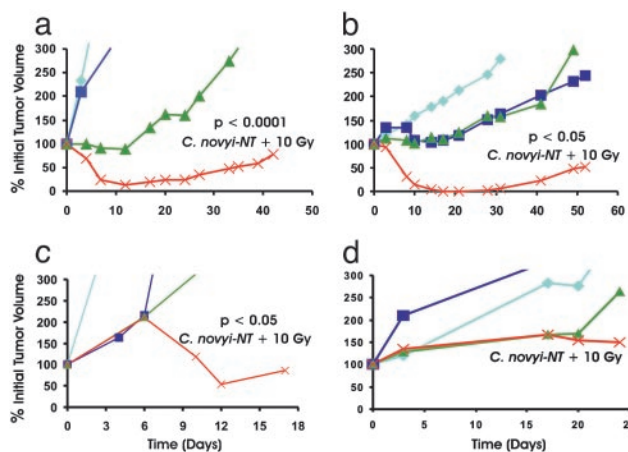 a
% Initial Tumor Volume
300
250
200
150
100
50
0
p < 0.0001
C. novyi-NT + 10 Gy
0 10 20 30 40 50
b
300
250
200
150
100
50
0
p < 0.05
C. novyi-NT + 10 Gy
0 10 20 30 40 50 60
c
% Initial Tumor Volume
300
250
200
150
100
50
0
p < 0.05
C. novyi-NT + 10 Gy
0 3 6 9 12 15 18
Time (Days)
d
300
250
200
150
100
50
0
C. novyi-NT + 10 Gy
0 5 10 15 20
Time (Days)